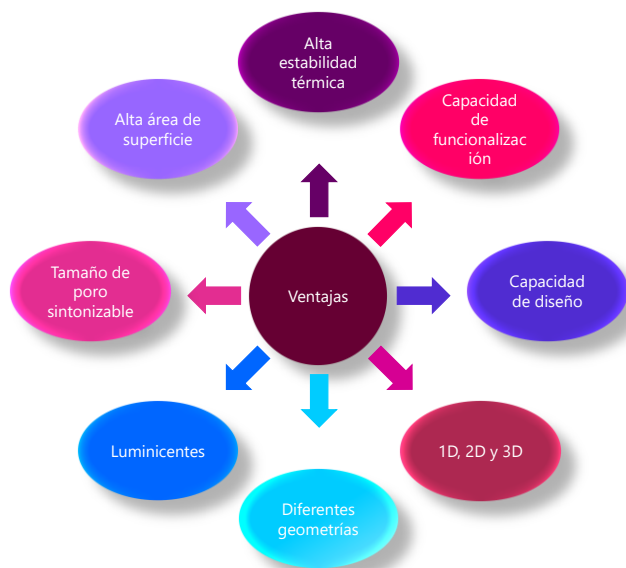 Alta
estabilidad
térmica
Capacidad
de
funcionalizac
ión
Capacidad
de diseño
1D, 2D y 3D
Diferentes
geometrías
Luminicentes
Tamaño de
poro
sintonizable
Alta área de
superficie
Ventajas